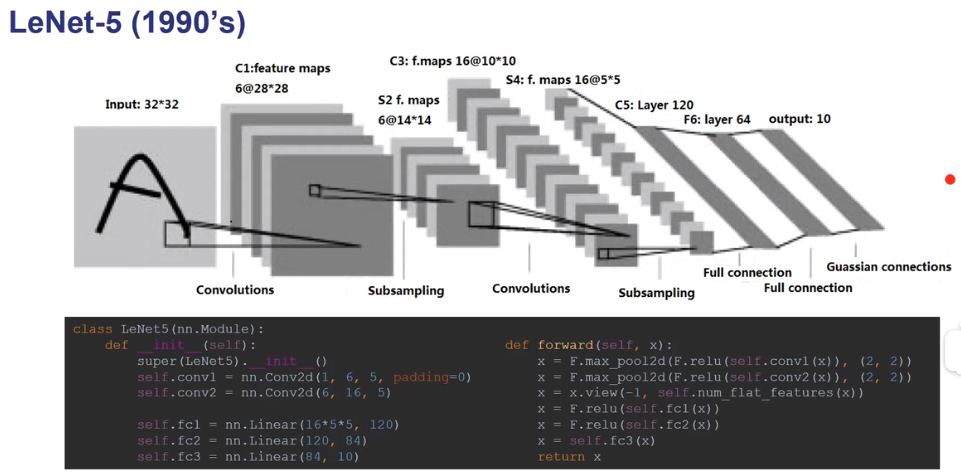 LeNet-5 (1990's)
Input: 32*32
C1:feature maps
6@28*28
S2 f. maps
6@14*14
C3: f.maps 16@10*10
S4: f. maps 16@5*5
C5: Layer 120
F6: layer 64
output: 10
Convolutions
Subsampling
Convolutions
Subsampling
Full connection
Full connection
Guassian connections
class LeNet5(nn.Module):
    def __init__(self):
        super(LeNet5).__init__()
        self.conv1 = nn.Conv2d(1, 6, 5, padding=0)
        self.conv2 = nn.Conv2d(6, 16, 5)
        self.fc1 = nn.Linear(16*5*5, 120)
        self.fc2 = nn.Linear(120, 84)
        self.fc3 = nn.Linear(84, 10)
def forward(self, x):
    x = F.max_pool2d(F.relu(self.conv1(x)), (2, 2))
    x = F.max_pool2d(F.relu(self.conv2(x)), (2, 2))
    x = x.view(-1, self.num_flat_features(x))
    x = F.relu(self.fc1(x))
    x = F.relu(self.fc2(x))
    x = self.fc3(x)
    return x